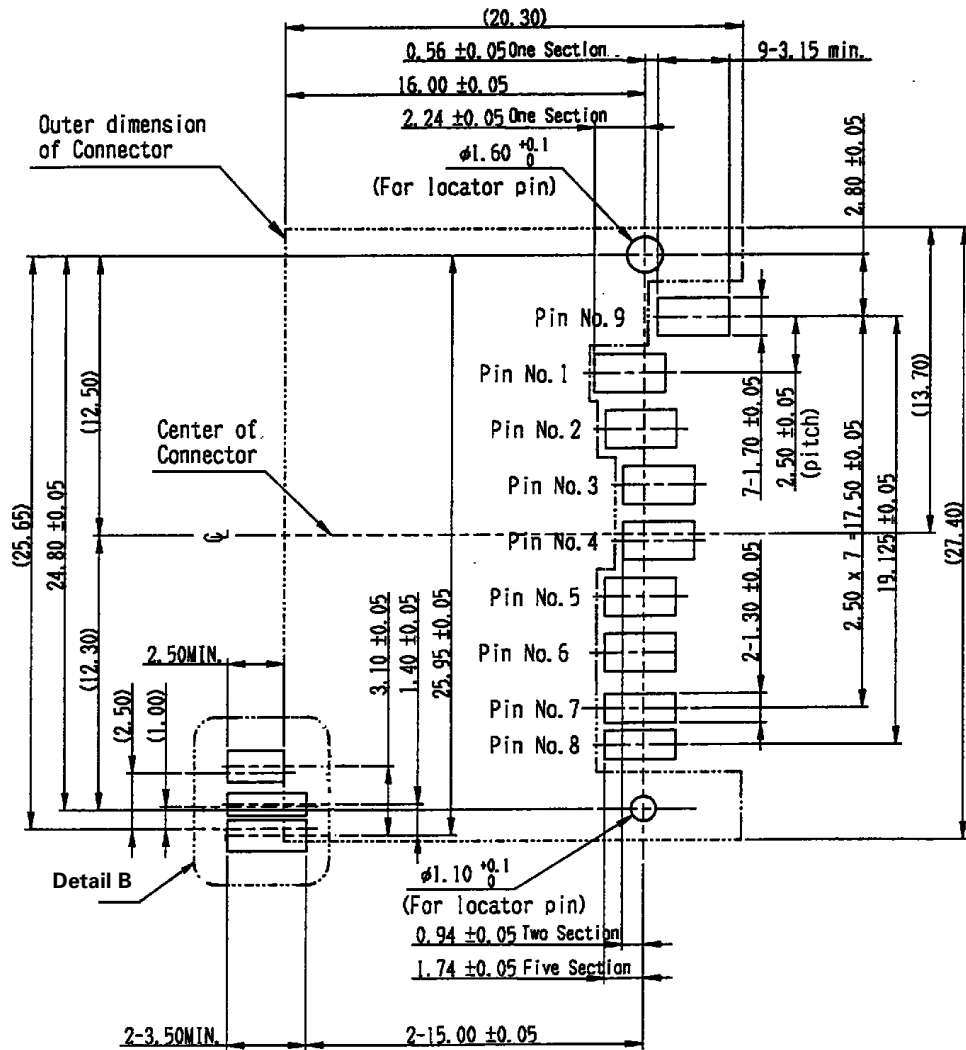 (20.30)
0.56 ±0.05 One Section
9-3.15 min.
16.00 ±0.05
2.24 ±0.05 One Section
Outer dimension
of Connector
ø1.60 +0.1
0
(For locator pin)
2.80 ±0.05
Pin No.9
Pin No.1
Pin No.2
Pin No.3
Pin No.4
Pin No.5
Pin No.6
Pin No.7
Pin No.8
(12.50)
Center of
Connector
7-1.70 ±0.05
2.50 ±0.05
(pitch)
(13.70)
(25.65)
24.80 ±0.05
2-1.30 ±0.05
2.50 x 7 =17.50 ±0.05
19.125 ±0.05
(27.40)
(12.30)
2.50MIN.
3.10 ±0.05
1.40 ±0.05
25.95 ±0.05
(2.50)
(1.00)
Detail B
ø1.10 +0.1
0
(For locator pin)
0.94 ±0.05 Two Section
1.74 ±0.05 Five Section
2-3.50MIN.
2-15.00 ±0.05